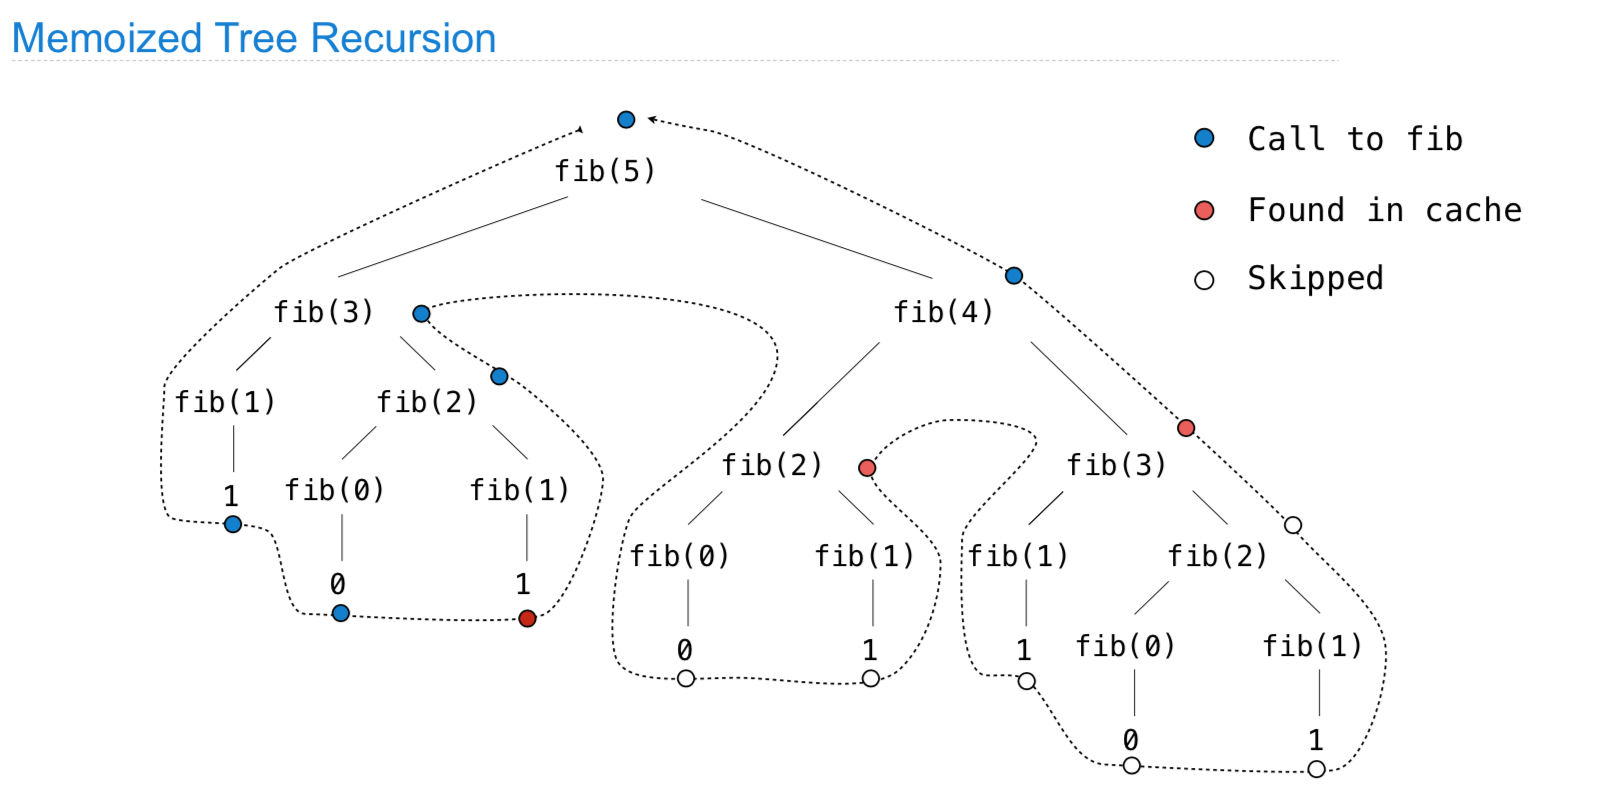 Memoized Tree Recursion
Call to fib
fib(5)
Found in cache
Skipped
fib(3)
fib(4)
fib(1)
fib(2)
fib(2)
fib(3)
1
fib(0)
fib(1)
fib(0)
fib(1)
fib(1)
fib(2)
0
1
0
1
1
fib(0)
fib(1)
0
1